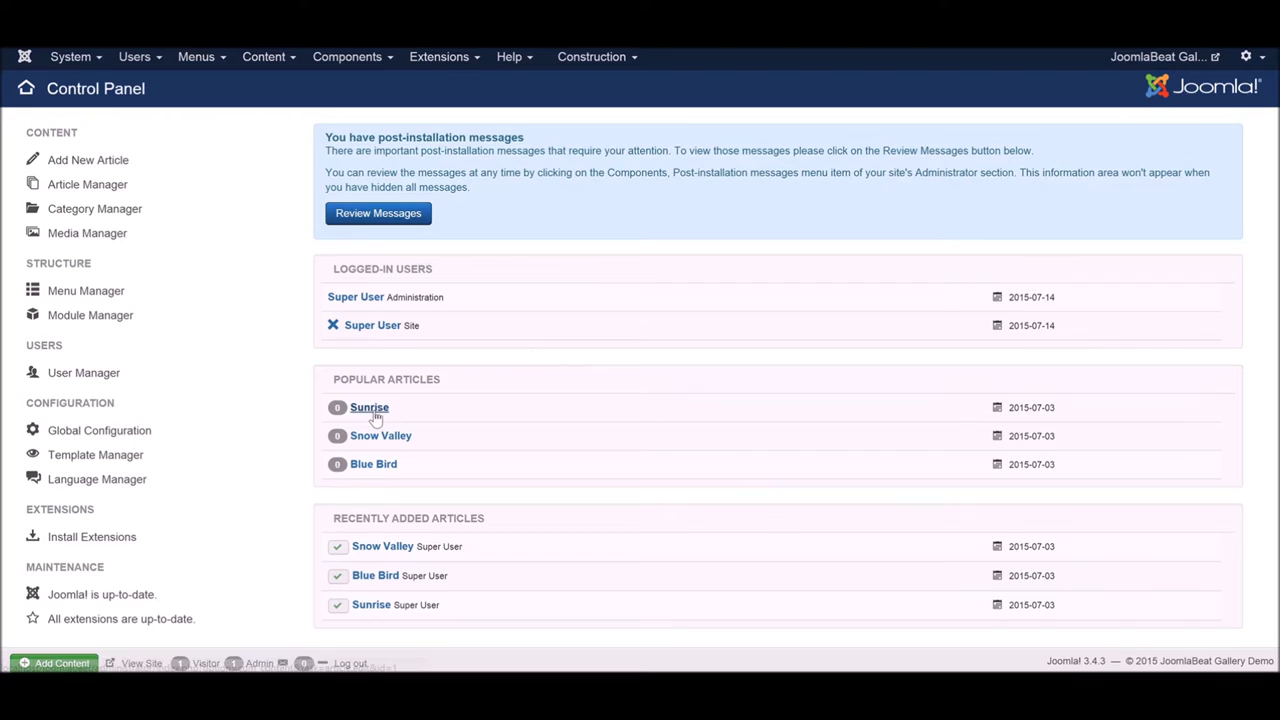 System Users Menus Content Components Extensions Help Construction JoomlaBeat Gal...
Control Panel Joomla!
CONTENT
Add New Article
Article Manager
Category Manager
Media Manager
STRUCTURE
Menu Manager
Module Manager
USERS
User Manager
CONFIGURATION
Global Configuration
Template Manager
Language Manager
EXTENSIONS
Install Extensions
MAINTENANCE
Joomla! is up-to-date.
All extensions are up-to-date.
You have post-installation messages
There are important post-installation messages that require your attention. To view those messages please click on the Review Messages button below.
You can review the messages at any time by clicking on the Components, Post-installation messages menu item of your site's Administrator section. This information area won't appear when
you have hidden all messages.
Review Messages
LOGGED-IN USERS
Super User Administration 2015-07-14
Super User Site 2015-07-14
POPULAR ARTICLES
0 Sunrise 2015-07-03
0 Snow Valley 2015-07-03
0 Blue Bird 2015-07-03
RECENTLY ADDED ARTICLES
Snow Valley Super User 2015-07-03
Blue Bird Super User 2015-07-03
Sunrise Super User 2015-07-03
Add Content View Site 1 Visitor 1 Admin 0 Log out Joomla! 3.4.3 — © 2015 JoomlaBeat Gallery Demo